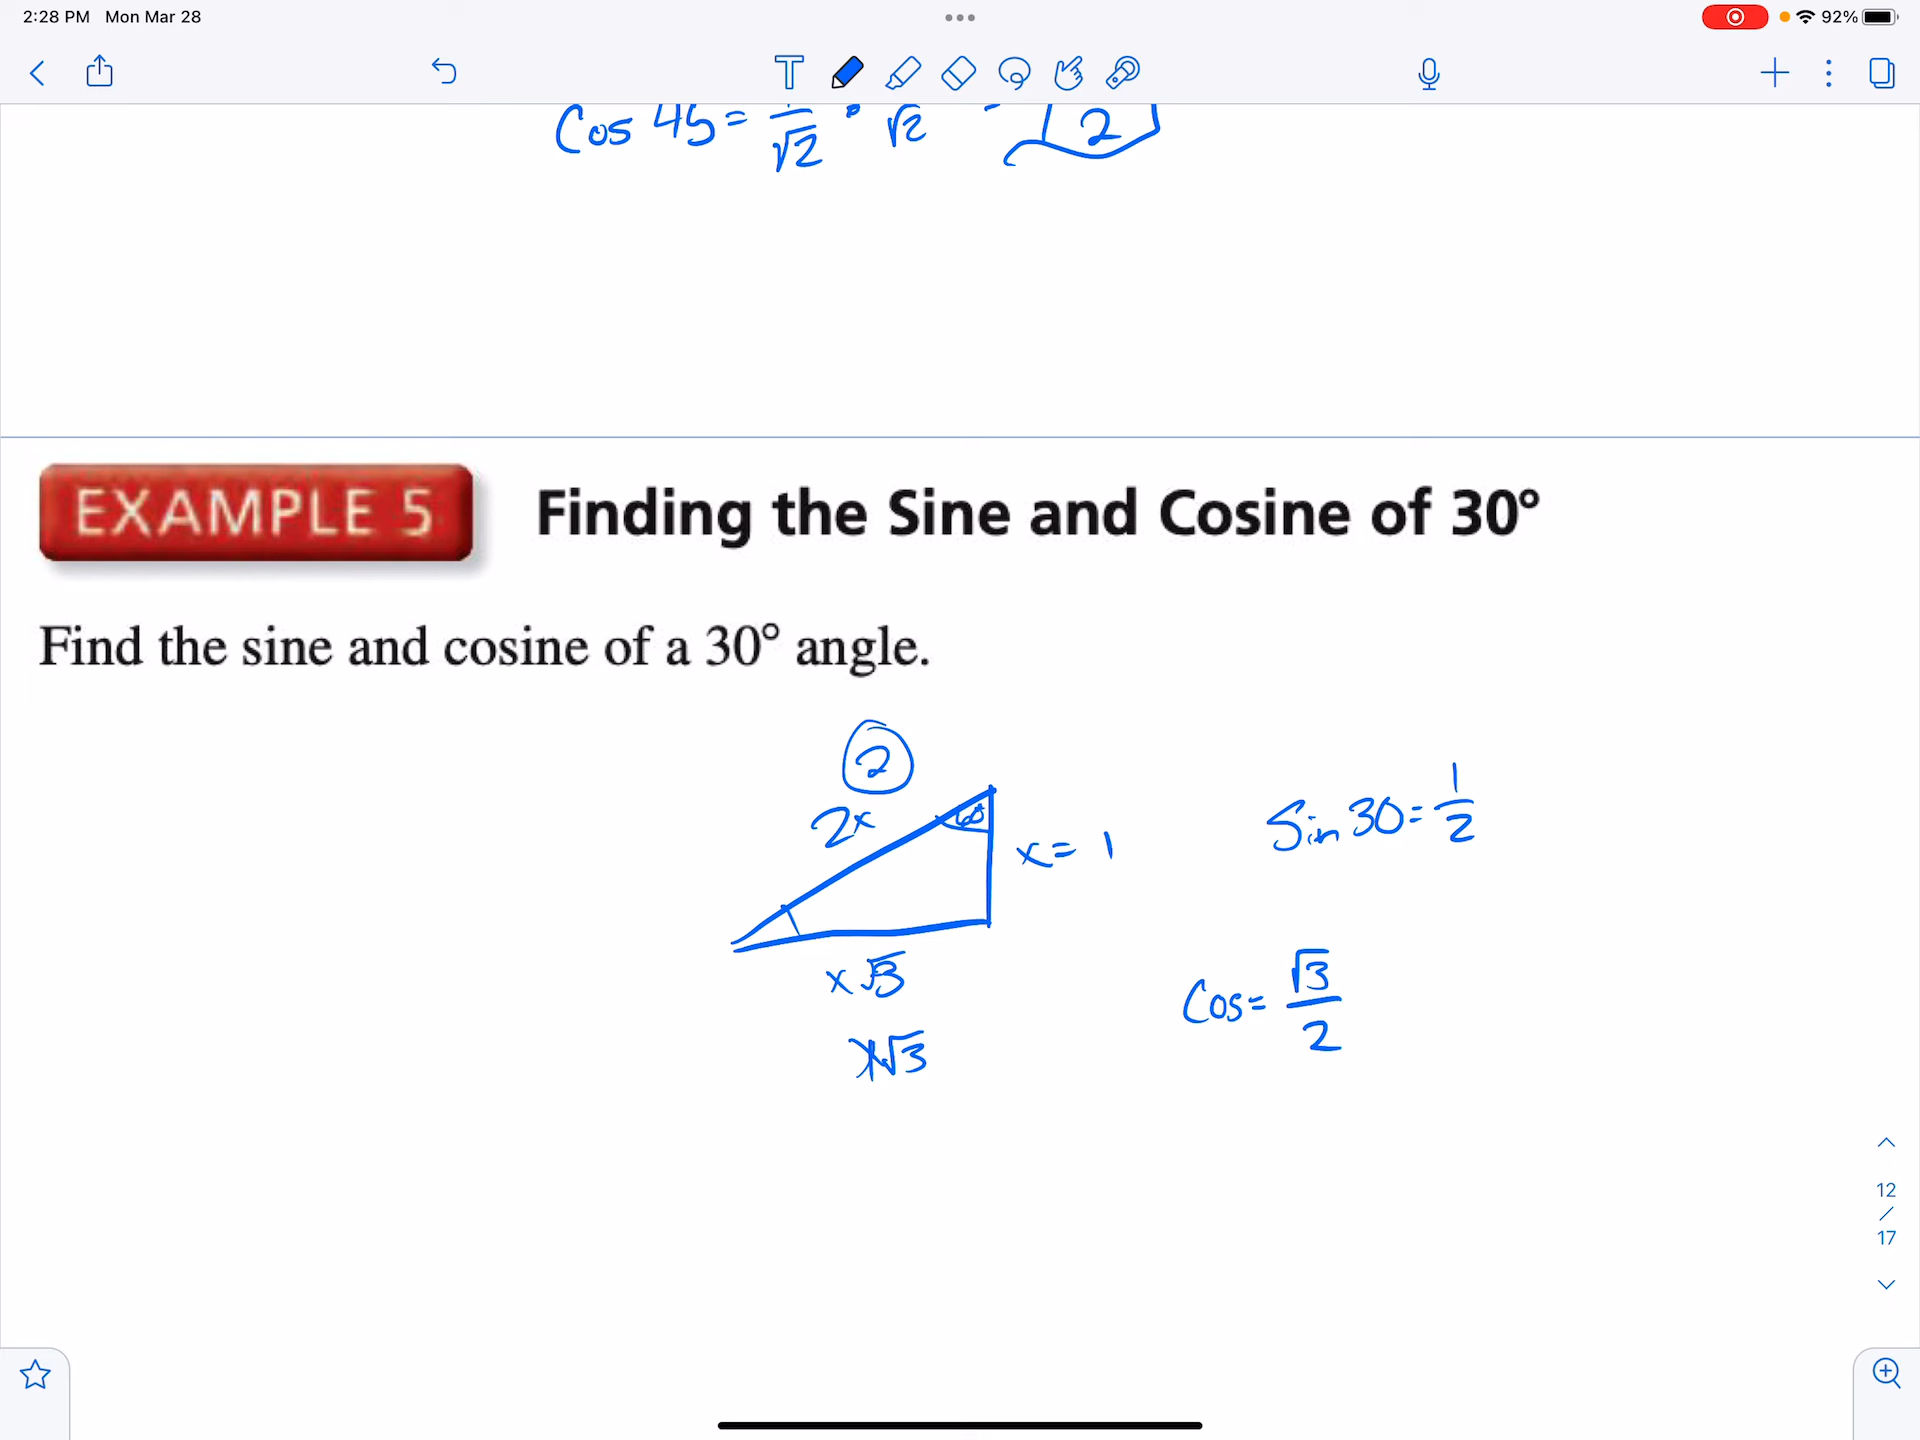 2:28 PM Mon Mar 28
92%
Cos 45 = 1/√2 · √2 = 2
EXAMPLE 5 Finding the Sine and Cosine of 30°
Find the sine and cosine of a 30° angle.
2
2x
60°
x = 1
Sin 30 = 1/2
x√3
Cos = √3/2
x√3
12
/
17